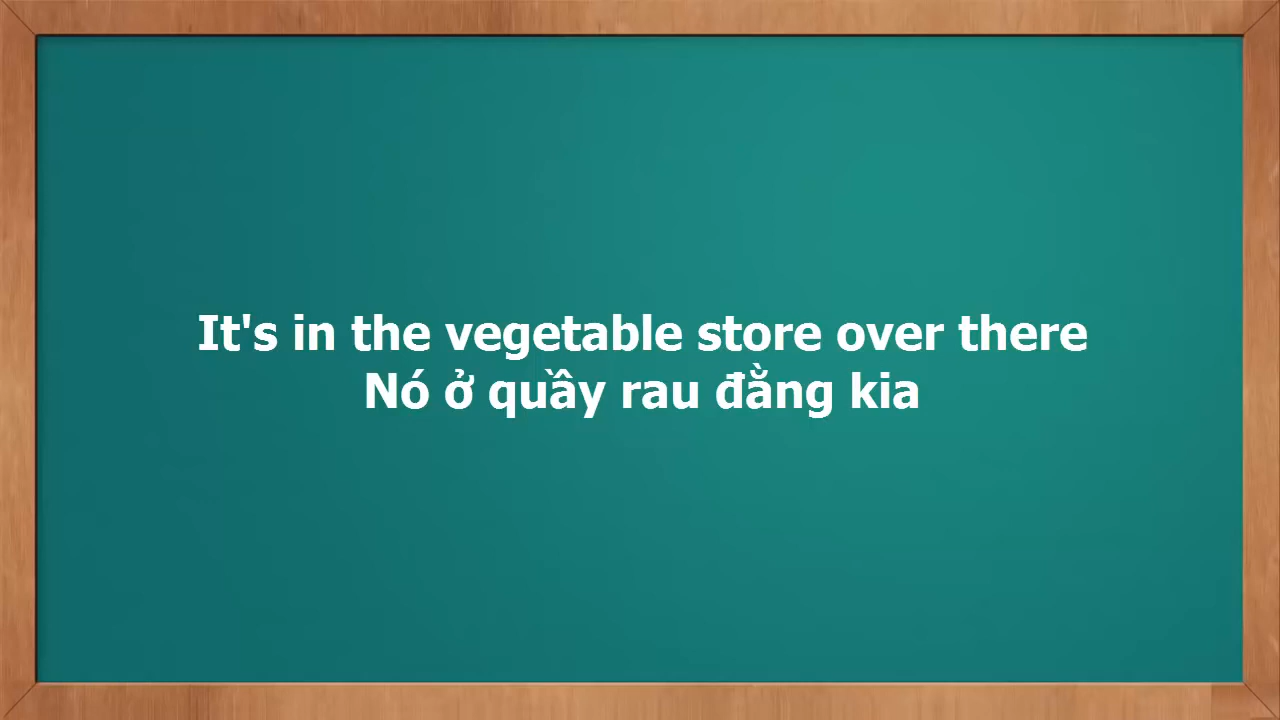 It's in the vegetable store over there
Nó ở quầy rau đằng kia